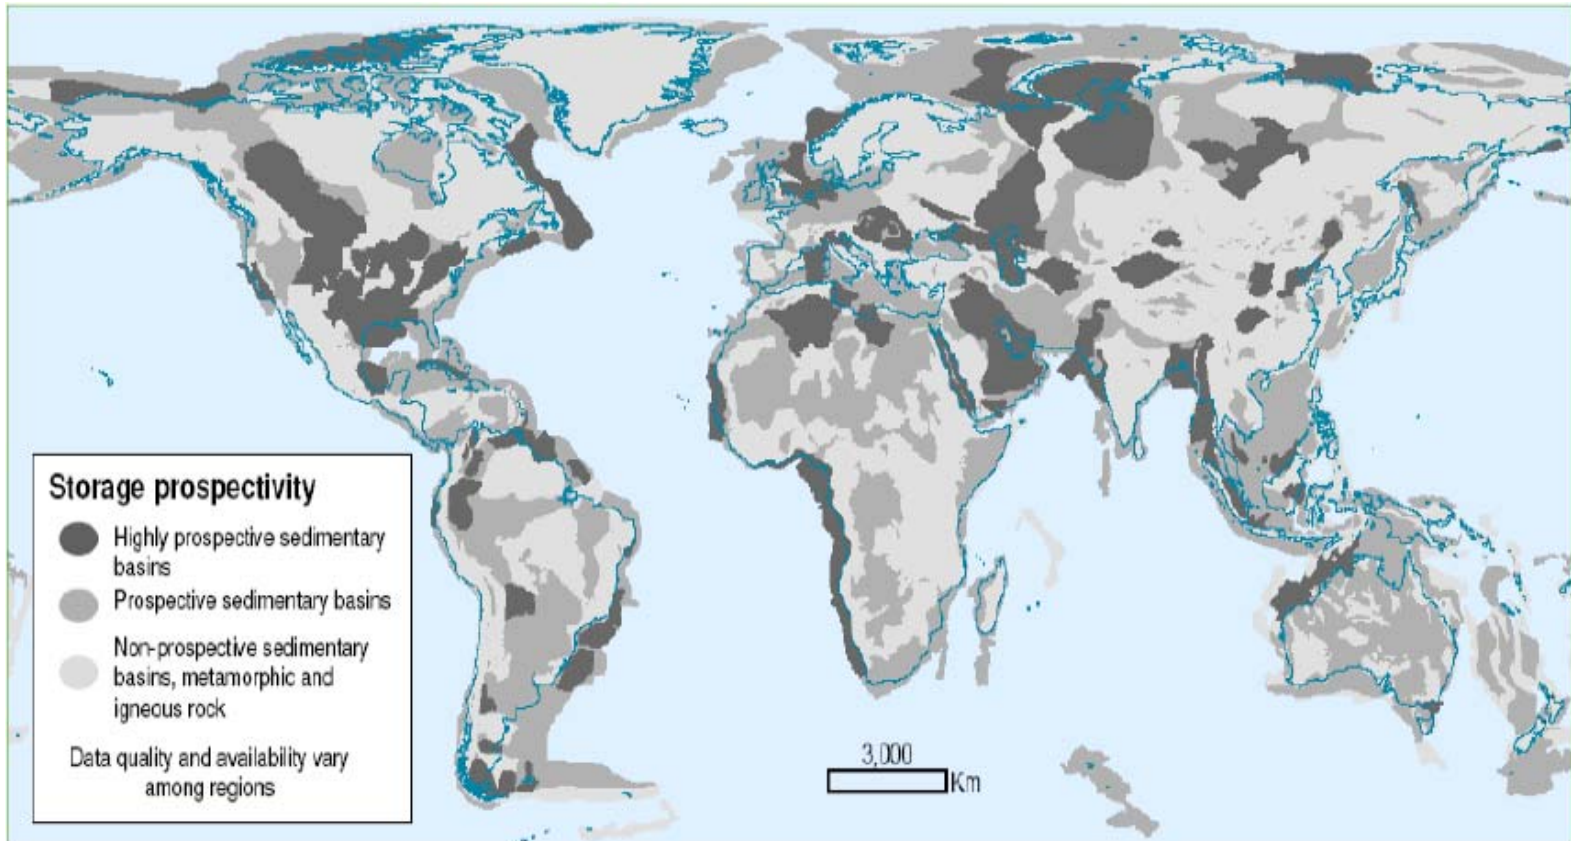 Storage prospectivity
Highly prospective sedimentary
basins
Prospective sedimentary basins
Non-prospective sedimentary
basins, metamorphic and
igneous rock
Data quality and availability vary
among regions
3,000
Km